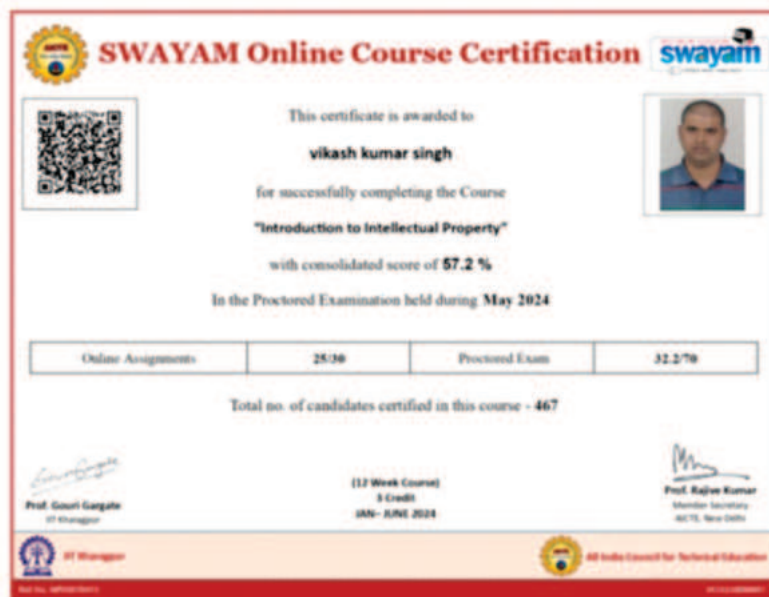 SWAYAM Online Course Certification
swayam
This certificate is awarded to
vikash kumar singh
for successfully completing the Course
"Introduction to Intellectual Property"
with consolidated score of 57.2 %
In the Proctored Examination held during May 2024
Online Assignments 25/30 Proctored Exam 32.2/70
Total no. of candidates certified in this course - 467
(12 Week Course)
3 Credit
JAN- JUNE 2024
Prof. Gouri Gargate
IIT Kharagpur
Prof. Rajive Kumar
Member Secretary
AICTE, New Delhi
IIT Kharagpur
All India Council for Technical Education